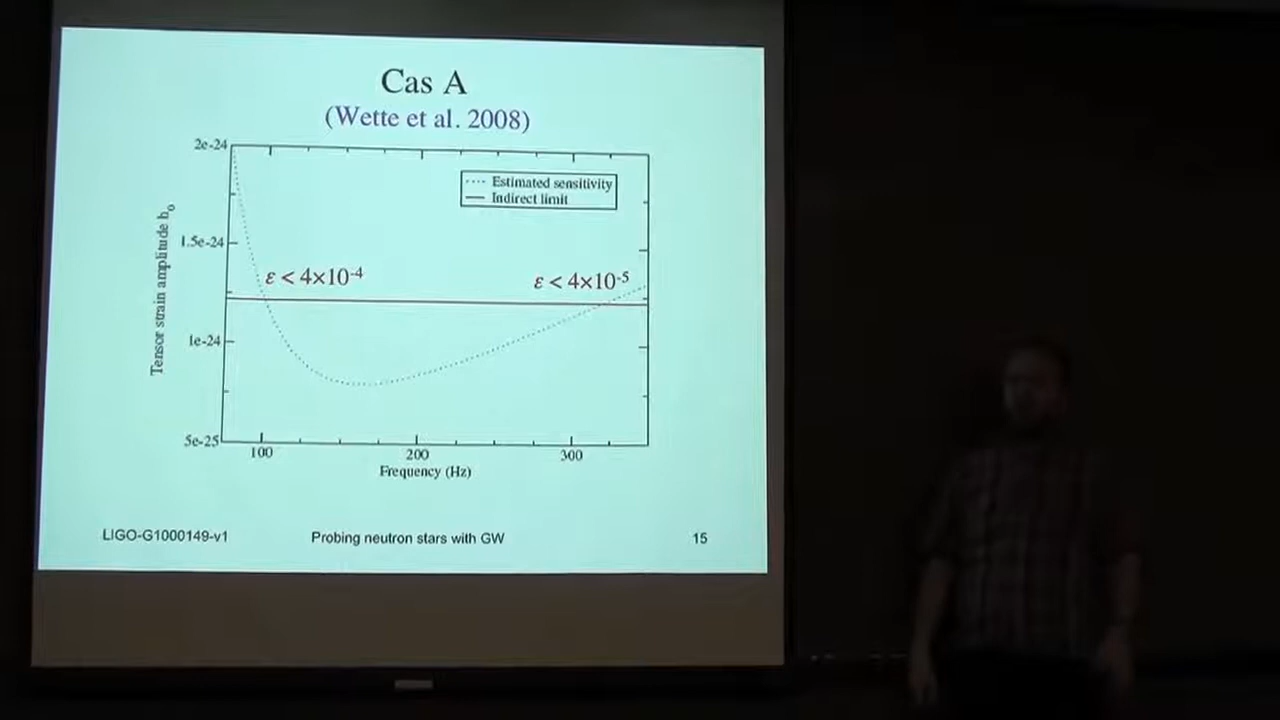 Cas A
(Wette et al. 2008)
2e-24
1.5e-24
1e-24
5e-25
Tensor strain amplitude h₀
Estimated sensitivity
Indirect limit
ε < 4×10⁻⁴
ε < 4×10⁻⁵
100 200 300
Frequency (Hz)
LIGO-G1000149-v1 Probing neutron stars with GW 15